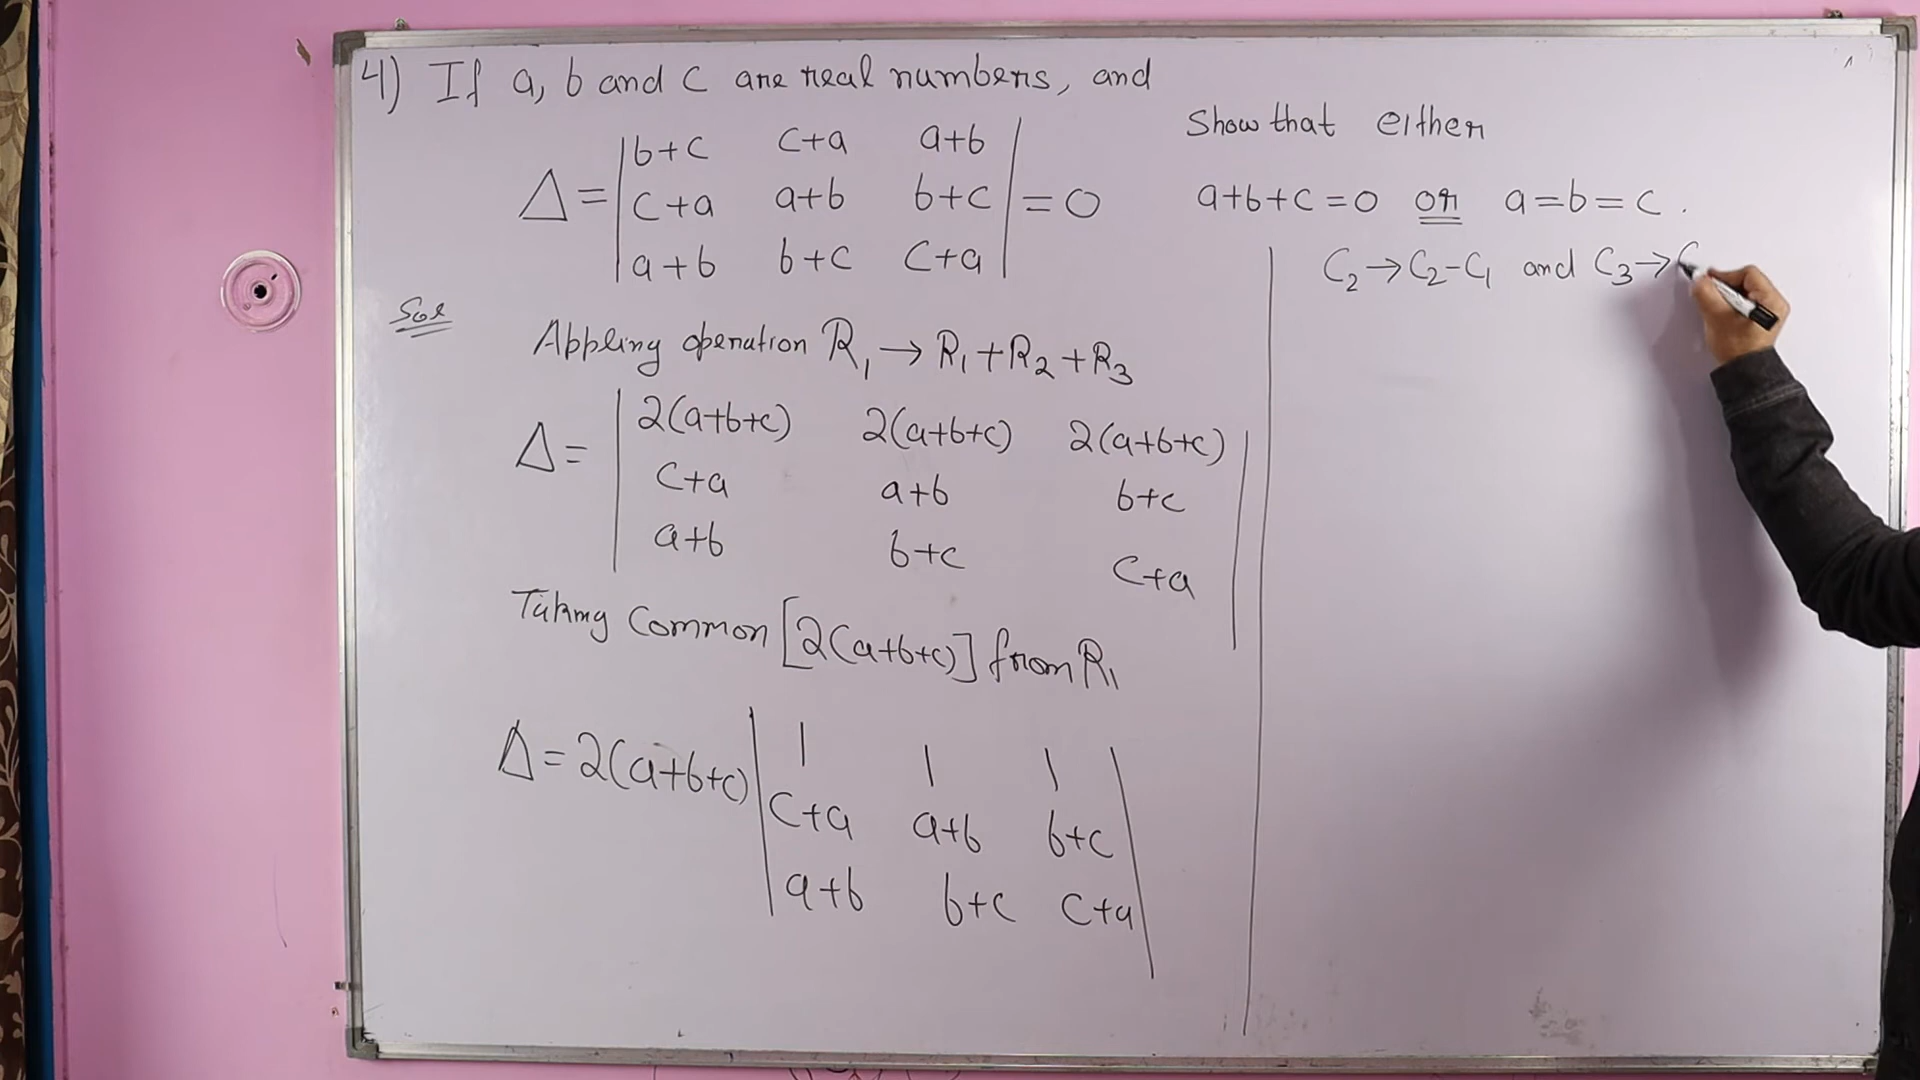 4) If a, b and c are real numbers, and
Δ = | b+c c+a a+b |
| c+a a+b b+c | = 0
| a+b b+c c+a |
Show that either
a+b+c=0 or a=b=c.
Sol
Appling operation R₁ → R₁+R₂+R₃
Δ = | 2(a+b+c) 2(a+b+c) 2(a+b+c) |
| c+a a+b b+c |
| a+b b+c c+a |
Taking Common [2(a+b+c)] from R₁
Δ = 2(a+b+c) | 1 1 1 |
| c+a a+b b+c |
| a+b b+c c+a |
C₂ → C₂-C₁ and C₃ → C